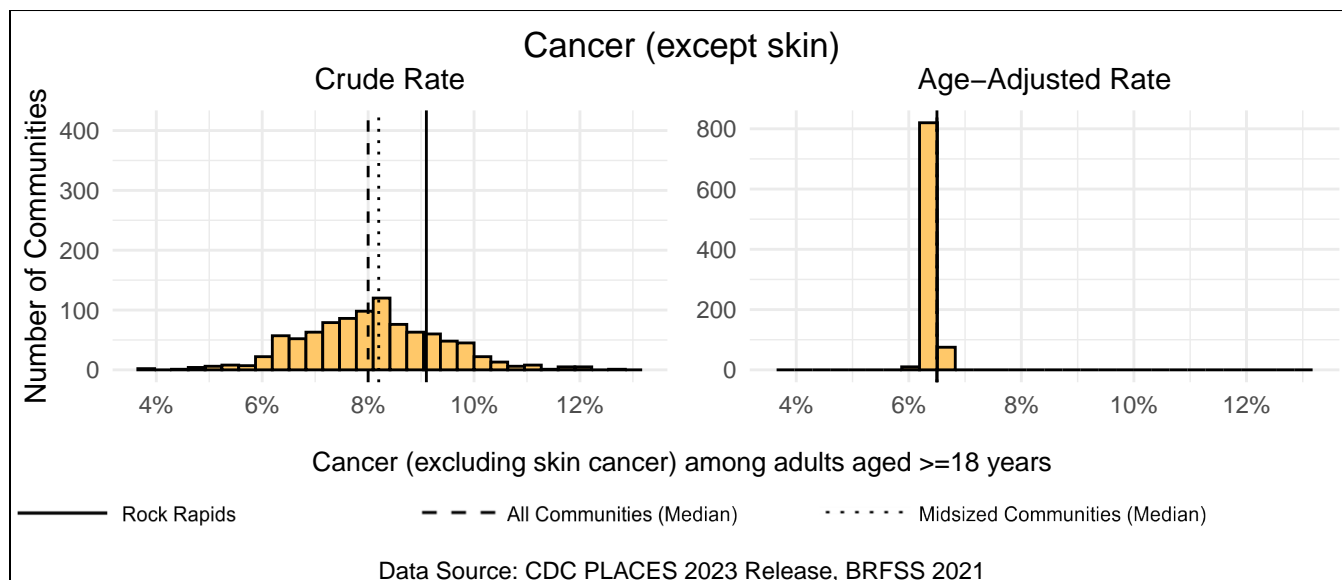 Cancer (except skin)
Crude Rate
Age−Adjusted Rate
Number of Communities
400
300
200
100
0
4%
6%
8%
10%
12%
800
600
400
200
0
4%
6%
8%
10%
12%
Cancer (excluding skin cancer) among adults aged >=18 years
Rock Rapids
All Communities (Median)
Midsized Communities (Median)
Data Source: CDC PLACES 2023 Release, BRFSS 2021